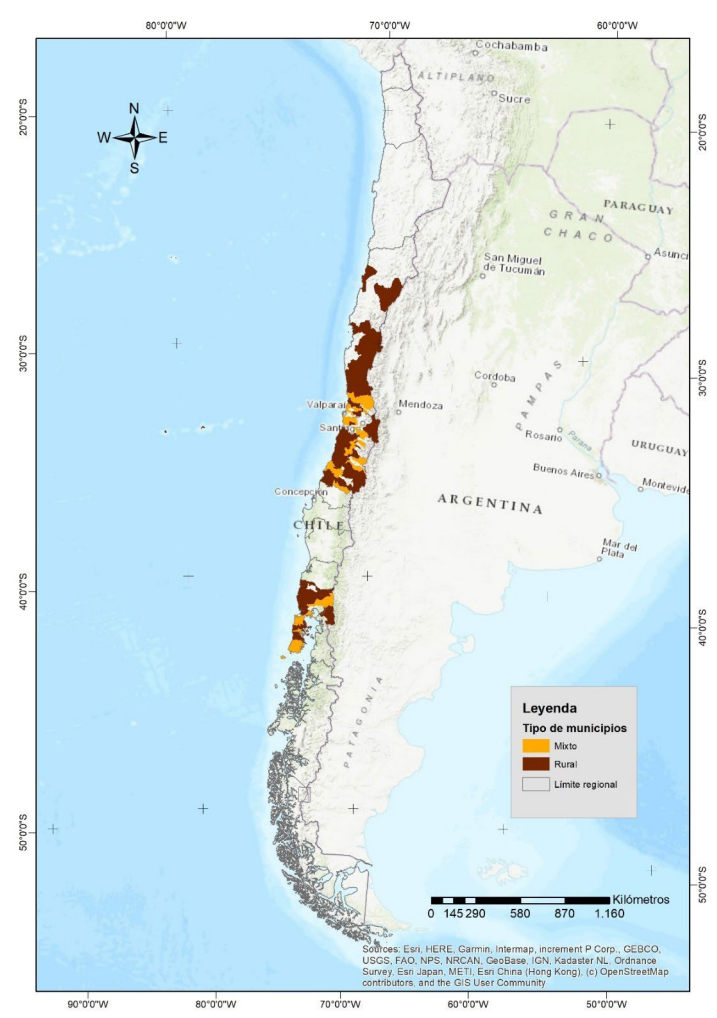 80°0'0"W 70°0'0"W 60°0'0"W
Cochabamba
ALTIPLANO
Sucre
20°0'0"S
20°0'0"S
N
W E
S
PARAGUAY
GRAN
CHACO
Asunci
San Miguel
de Tucumán
30°0'0"S
30°0'0"S
Cordoba
PAMPAS
Mendoza
Rosario
Parana
URUGUAY
Buenos Aires
Montevide
Concepción
ARGENTINA
CHILE
Mar del
Plata
40°0'0"S
40°0'0"S
PATAGONIA
Leyenda
Tipo de municipios
Mixto
Rural
Límite regional
50°0'0"S
50°0'0"S
Kilómetros
0 145 290 580 870 1.160
Sources: Esri, HERE, Garmin, Intermap, increment P Corp., GEBCO,
USGS, FAO, NPS, NRCAN, GeoBase, IGN, Kadaster NL, Ordnance
Survey, Esri Japan, METI, Esri China (Hong Kong), (c) OpenStreetMap
contributors, and the GIS User Community
90°0'0"W 80°0'0"W 70°0'0"W 60°0'0"W 50°0'0"W